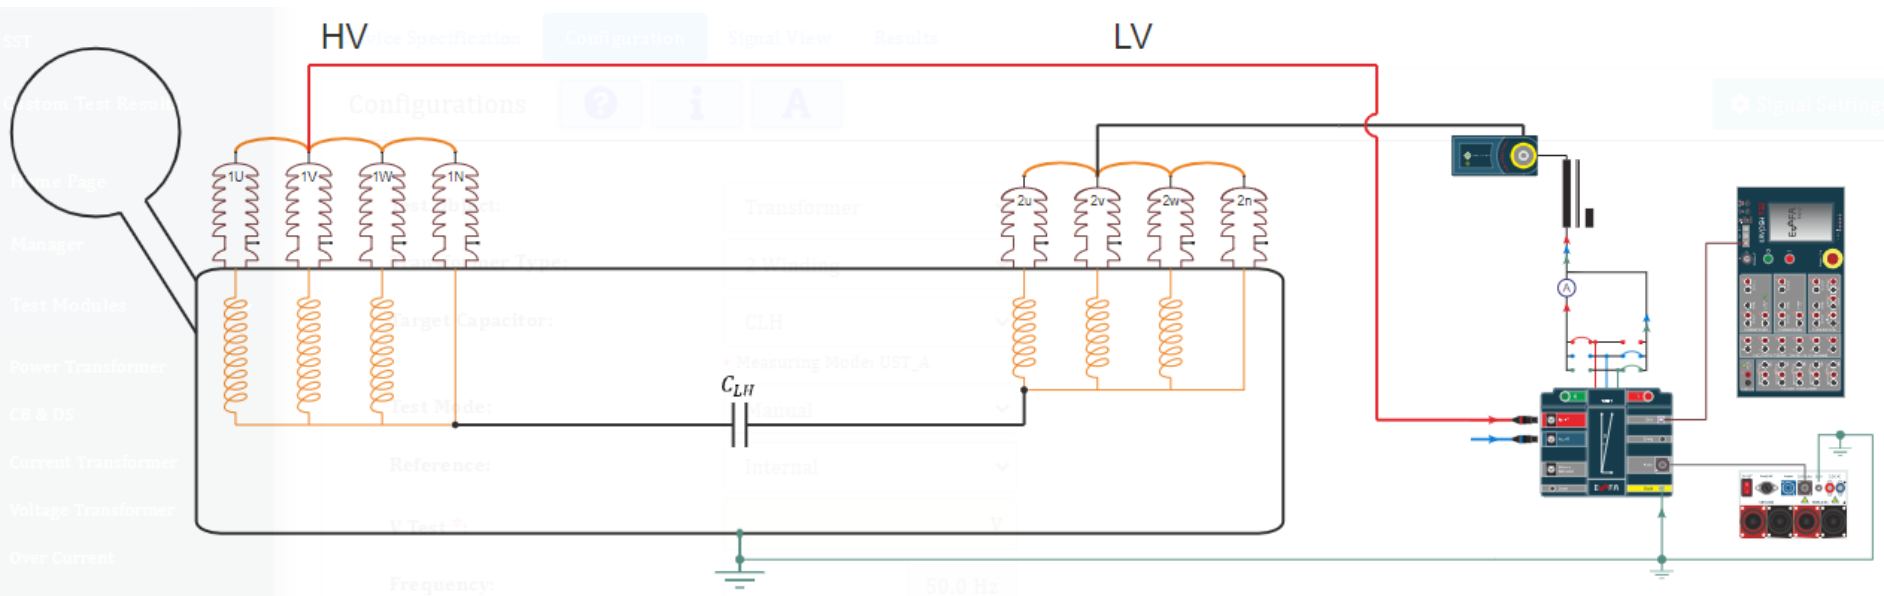 SST
HV
Device Specification
Configuration
Signal View
Results
LV
Custom Test Results
Configurations
?
i
A
Signal Setting
1U
1V
1W
1N
Home Page
Test Object:
Transformer
2u
2v
2w
2n
Manager
Transformer Type:
2 Winding
A
Test Modules
Target Capacitor:
CLH
• Measuring Mode: UST_A
Power Transformer
C_LH
Test Mode:
Manual
CB & DS
Current Transformer
Reference:
Internal
Voltage Transformer
V Test *:
V
Over Current
Frequency:
50.0 Hz